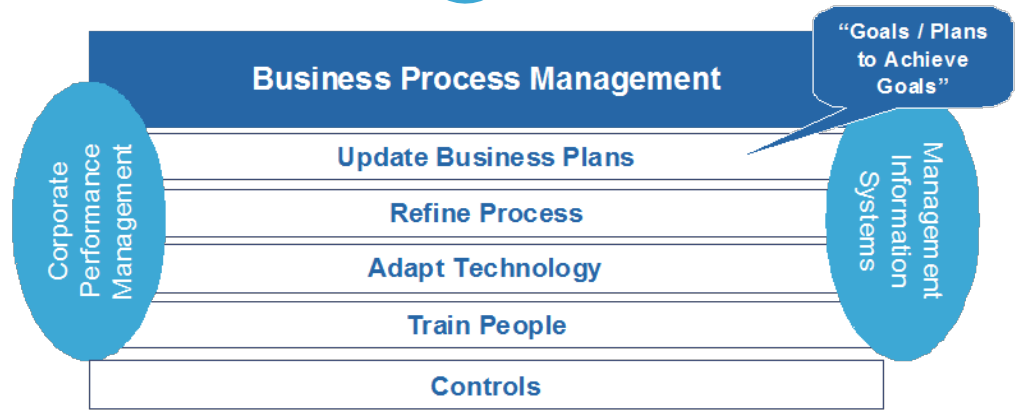 “Goals / Plans
to Achieve
Goals”
Business Process Management
Update Business Plans
Refine Process
Adapt Technology
Train People
Controls
Corporate
Performance
Management
Management
Information
Systems